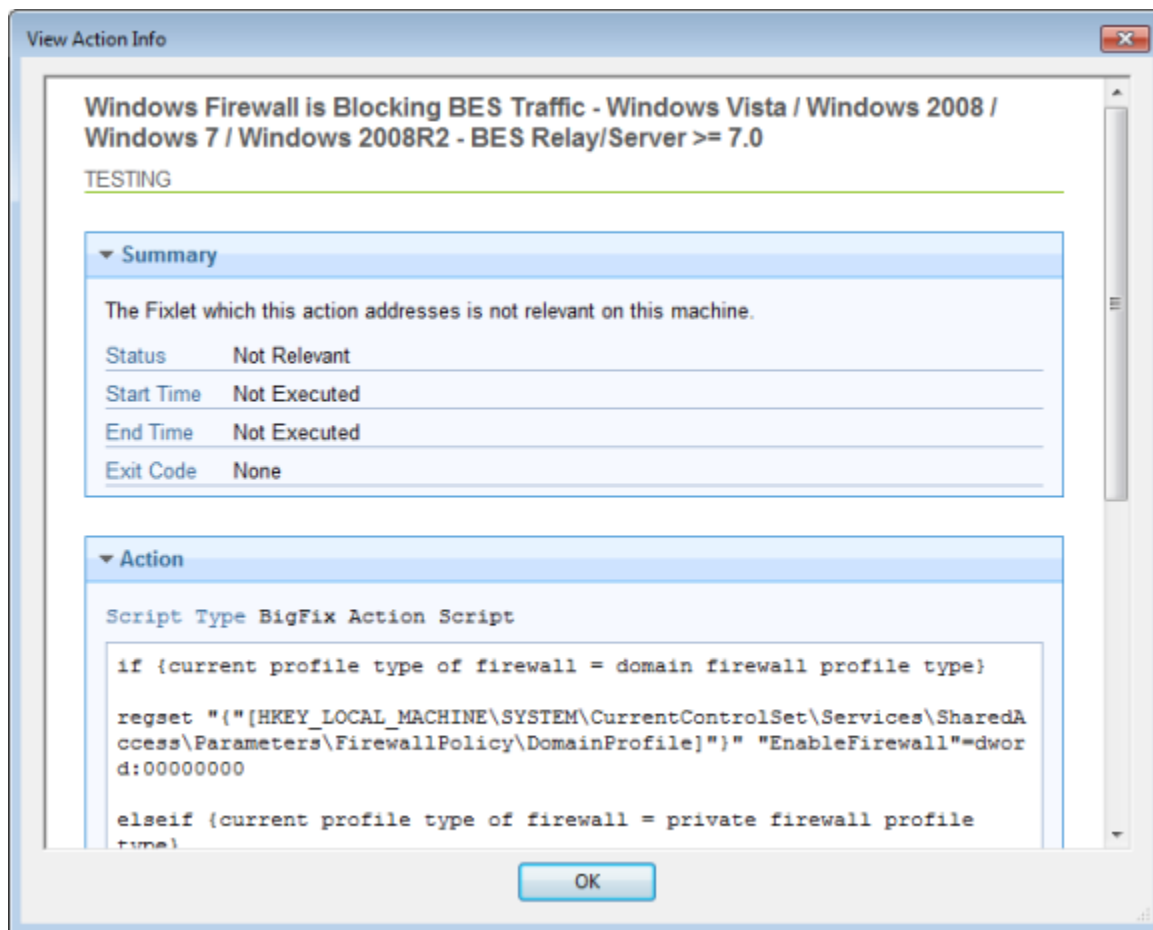 View Action Info
Windows Firewall is Blocking BES Traffic - Windows Vista / Windows 2008 /
Windows 7 / Windows 2008R2 - BES Relay/Server >= 7.0
TESTING
Summary
The Fixlet which this action addresses is not relevant on this machine.
Status Not Relevant
Start Time Not Executed
End Time Not Executed
Exit Code None
Action
Script Type BigFix Action Script
if {current profile type of firewall = domain firewall profile type}
regset "{"[HKEY_LOCAL_MACHINE\SYSTEM\CurrentControlSet\Services\SharedA
ccess\Parameters\FirewallPolicy\DomainProfile]"}" "EnableFirewall"=dwor
d:00000000
elseif {current profile type of firewall = private firewall profile
type}
OK